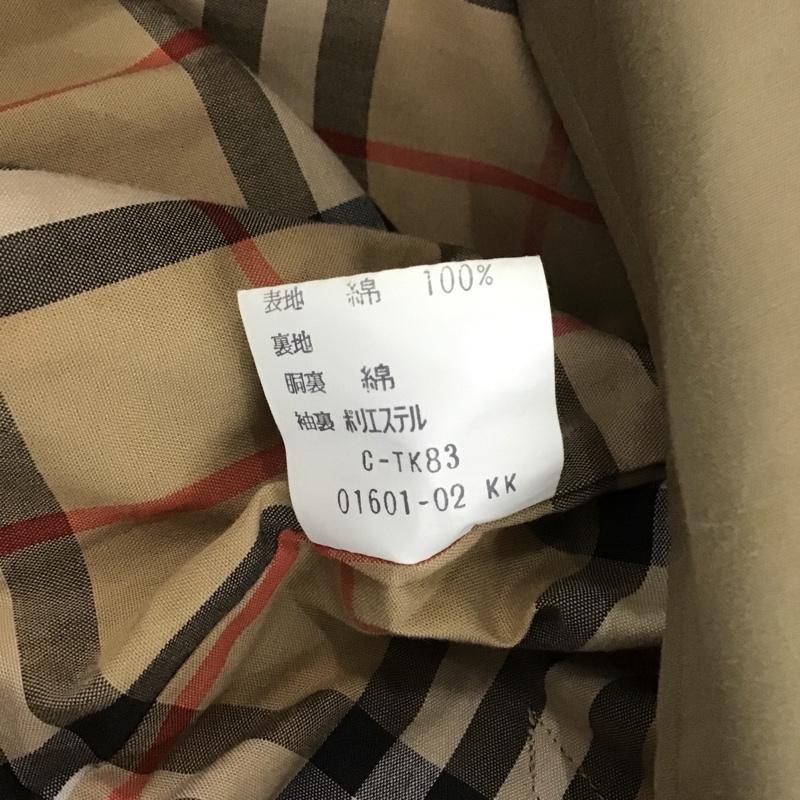 表地 綿 100%
裏地
胴裏 綿
袖裏 ポリエステル
C-TK83
01601-02 KK